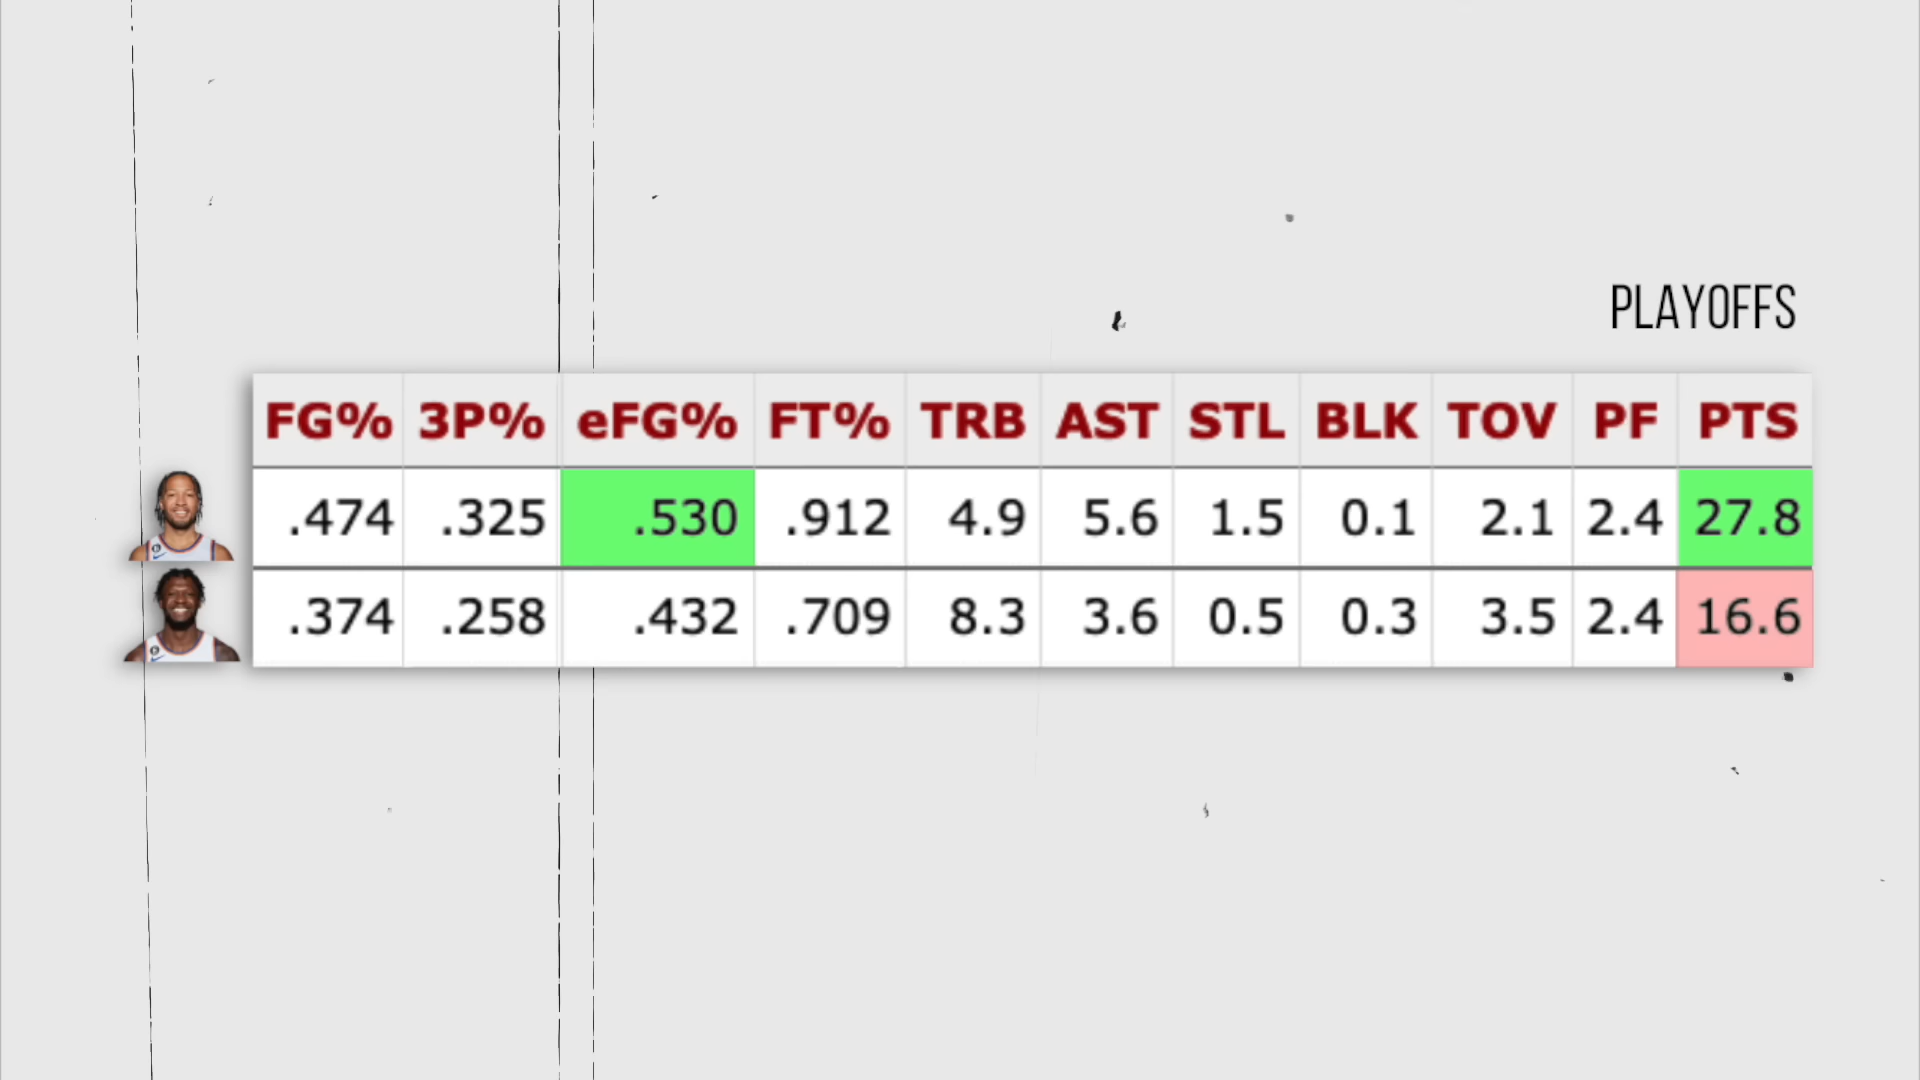 PLAYOFFS
FG% 3P% eFG% FT% TRB AST STL BLK TOV PF PTS
.474 .325 .530 .912 4.9 5.6 1.5 0.1 2.1 2.4 27.8
.374 .258 .432 .709 8.3 3.6 0.5 0.3 3.5 2.4 16.6